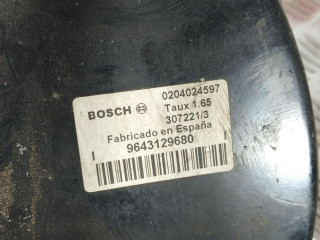 0204024597
BOSCH Taux 1.65
307221/3
Fabricado en España
I 9643129680